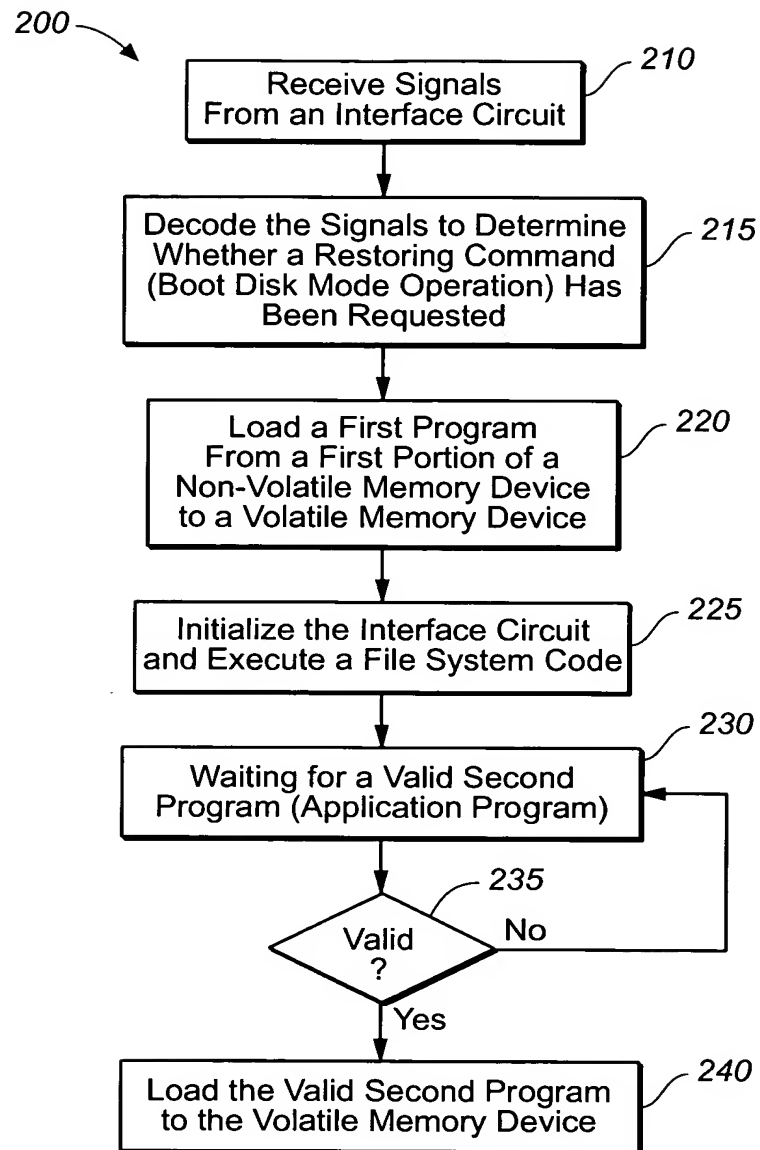 200
210
Receive Signals
From an Interface Circuit
Decode the Signals to Determine
Whether a Restoring Command
(Boot Disk Mode Operation) Has
Been Requested
215
Load a First Program
From a First Portion of a
Non-Volatile Memory Device
to a Volatile Memory Device
220
Initialize the Interface Circuit
and Execute a File System Code
225
230
Waiting for a Valid Second
Program (Application Program)
235
Valid
?
No
Yes
Load the Valid Second Program
to the Volatile Memory Device
240